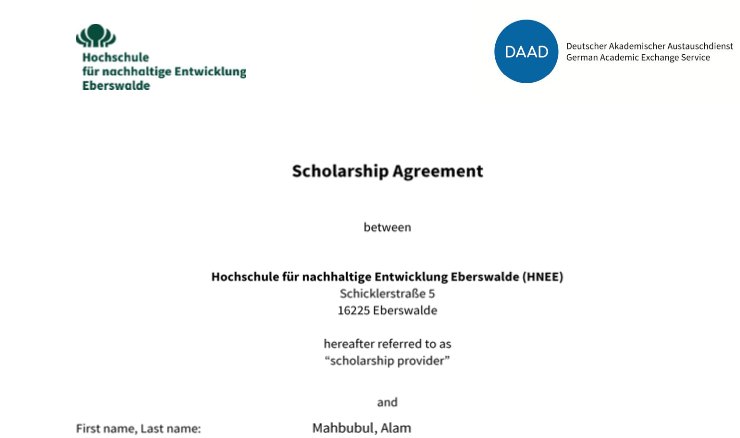 Hochschule
für nachhaltige Entwicklung
Eberswalde
DAAD
Deutscher Akademischer Austauschdienst
German Academic Exchange Service
Scholarship Agreement
between
Hochschule für nachhaltige Entwicklung Eberswalde (HNEE)
Schicklerstraße 5
16225 Eberswalde
hereafter referred to as
“scholarship provider”
and
First name, Last name: Mahbubul, Alam